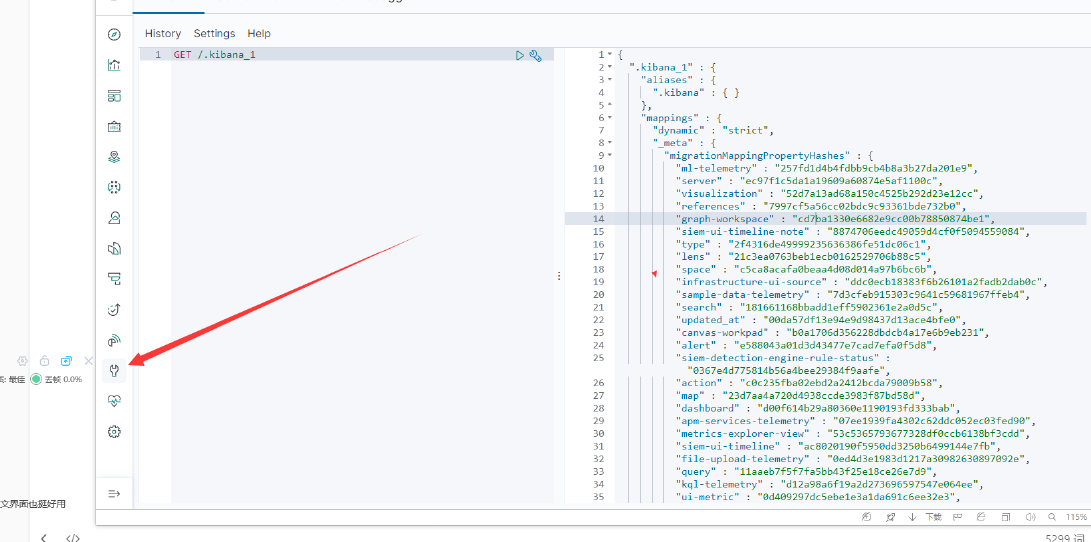 History Settings Help
1 GET /.kibana_1
1 {
2 ".kibana_1" : {
3 "aliases" : {
4 ".kibana" : { }
5 },
6 "mappings" : {
7 "dynamic" : "strict",
8 "_meta" : {
9 "migrationMappingPropertyHashes" : {
10 "ml-telemetry" : "257fd1d4b4fdbb9cb4b8a3b27da201e9",
11 "server" : "ec97f1c5da1a19609a60874e5af1100c",
12 "visualization" : "52d7a13ad68a150c4525b292d23e12cc",
13 "references" : "7997cf5a56cc02bdc9c93361bde732b0",
14 "graph-workspace" : "cd7ba1330e6682e9cc00b78850874be1",
15 "siem-ui-timeline-note" : "8874706eedc49059d4cf0f5094559084",
16 "type" : "2f4316de49999235636386fe51dc06c1",
17 "lens" : "21c3ea0763beb1ecb0162529706b88c5",
18 "space" : "c5ca8acafa0beaa4d08d014a97b6bc6b",
19 "infrastructure-ui-source" : "ddc0ecb18383f6b26101a2fadb2dab0c",
20 "sample-data-telemetry" : "7d3cfeb915303c9641c59681967ffeb4",
21 "search" : "181661168bbadd1eff5902361e2a0d5c",
22 "updated_at" : "00da57df13e94e9d98437d13ace4bfe0",
23 "canvas-workpad" : "b0a1706d356228dbdcb4a17e6b9eb231",
24 "alert" : "e588043a01d3d43477e7cad7efa0f5d8",
25 "siem-detection-engine-rule-status" :
"0367e4d775814b56a4bee29384f9aafe",
26 "action" : "c0c235fba02ebd2a2412bcda79009b58",
27 "map" : "23d7aa4a720d4938ccde3983f87bd58d",
28 "dashboard" : "d00f614b29a80360e1190193fd333bab",
29 "apm-services-telemetry" : "07ee1939fa4302c62ddc052ec03fed90",
30 "metrics-explorer-view" : "53c5365793677328df0ccb6138bf3cdd",
31 "siem-ui-timeline" : "ac8020190f5950dd3250b6499144e7fb",
32 "file-upload-telemetry" : "0ed4d3e1983d1217a30982630897092e",
33 "query" : "11aaeb7f5f7fa5bb43f25e18ce26e7d9",
34 "kql-telemetry" : "d12a98a6f19a2d273696597547e064ee",
35 "ui-metric" : "0d409297dc5ebe1e3a1da691c6ee32e3",
: 最佳 丢帧 0.0%
文界面也挺好用
下载 115%
5299 词